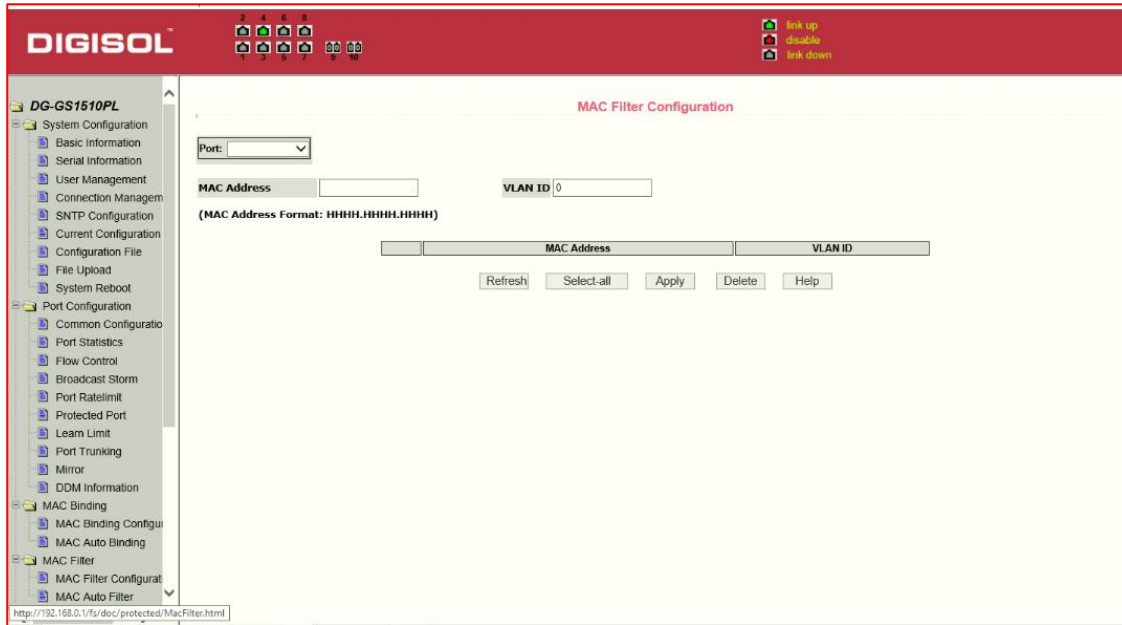 DIGISOL™
2 4 6 8
1 3 5 7 9 10
link up
disable
link down
DG-GS1510PL
System Configuration
Basic Information
Serial Information
User Management
Connection Managem
SNTP Configuration
Current Configuration
Configuration File
File Upload
System Reboot
Port Configuration
Common Configuratio
Port Statistics
Flow Control
Broadcast Storm
Port Ratelimit
Protected Port
Learn Limit
Port Trunking
Mirror
DDM Information
MAC Binding
MAC Binding Configu
MAC Auto Binding
MAC Filter
MAC Filter Configurat
MAC Auto Filter
http://192.168.0.1/fs/doc/protected/MacFilter.html
MAC Filter Configuration
Port:
MAC Address VLAN ID 0
(MAC Address Format: HHHH.HHHH.HHHH)
MAC Address VLAN ID
Refresh Select-all Apply Delete Help